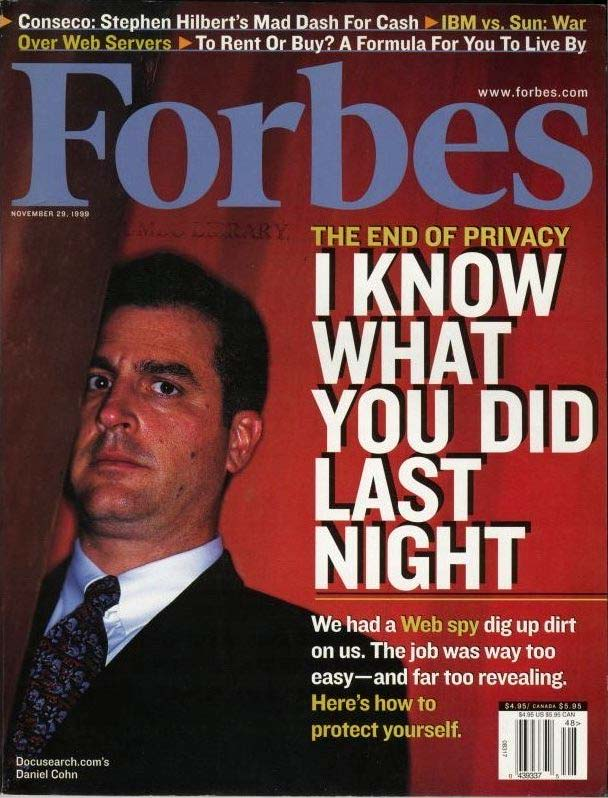 Conseco: Stephen Hilbert's Mad Dash For Cash ▶IBM vs. Sun: War
Over Web Servers ▶To Rent Or Buy? A Formula For You To Live By
www.forbes.com
Forbes
NOVEMBER 29, 1999
LIBRARY
THE END OF PRIVACY
I KNOW
WHAT
YOU DID
LAST
NIGHT
We had a Web spy dig up dirt
on us. The job was way too
easy—and far too revealing.
Here's how to
protect yourself.
$4.95/ CANADA $5.95
$4.95 US $5.95 CAN
48>
08317
0 439337 5
Docusearch.com's
Daniel Cohn